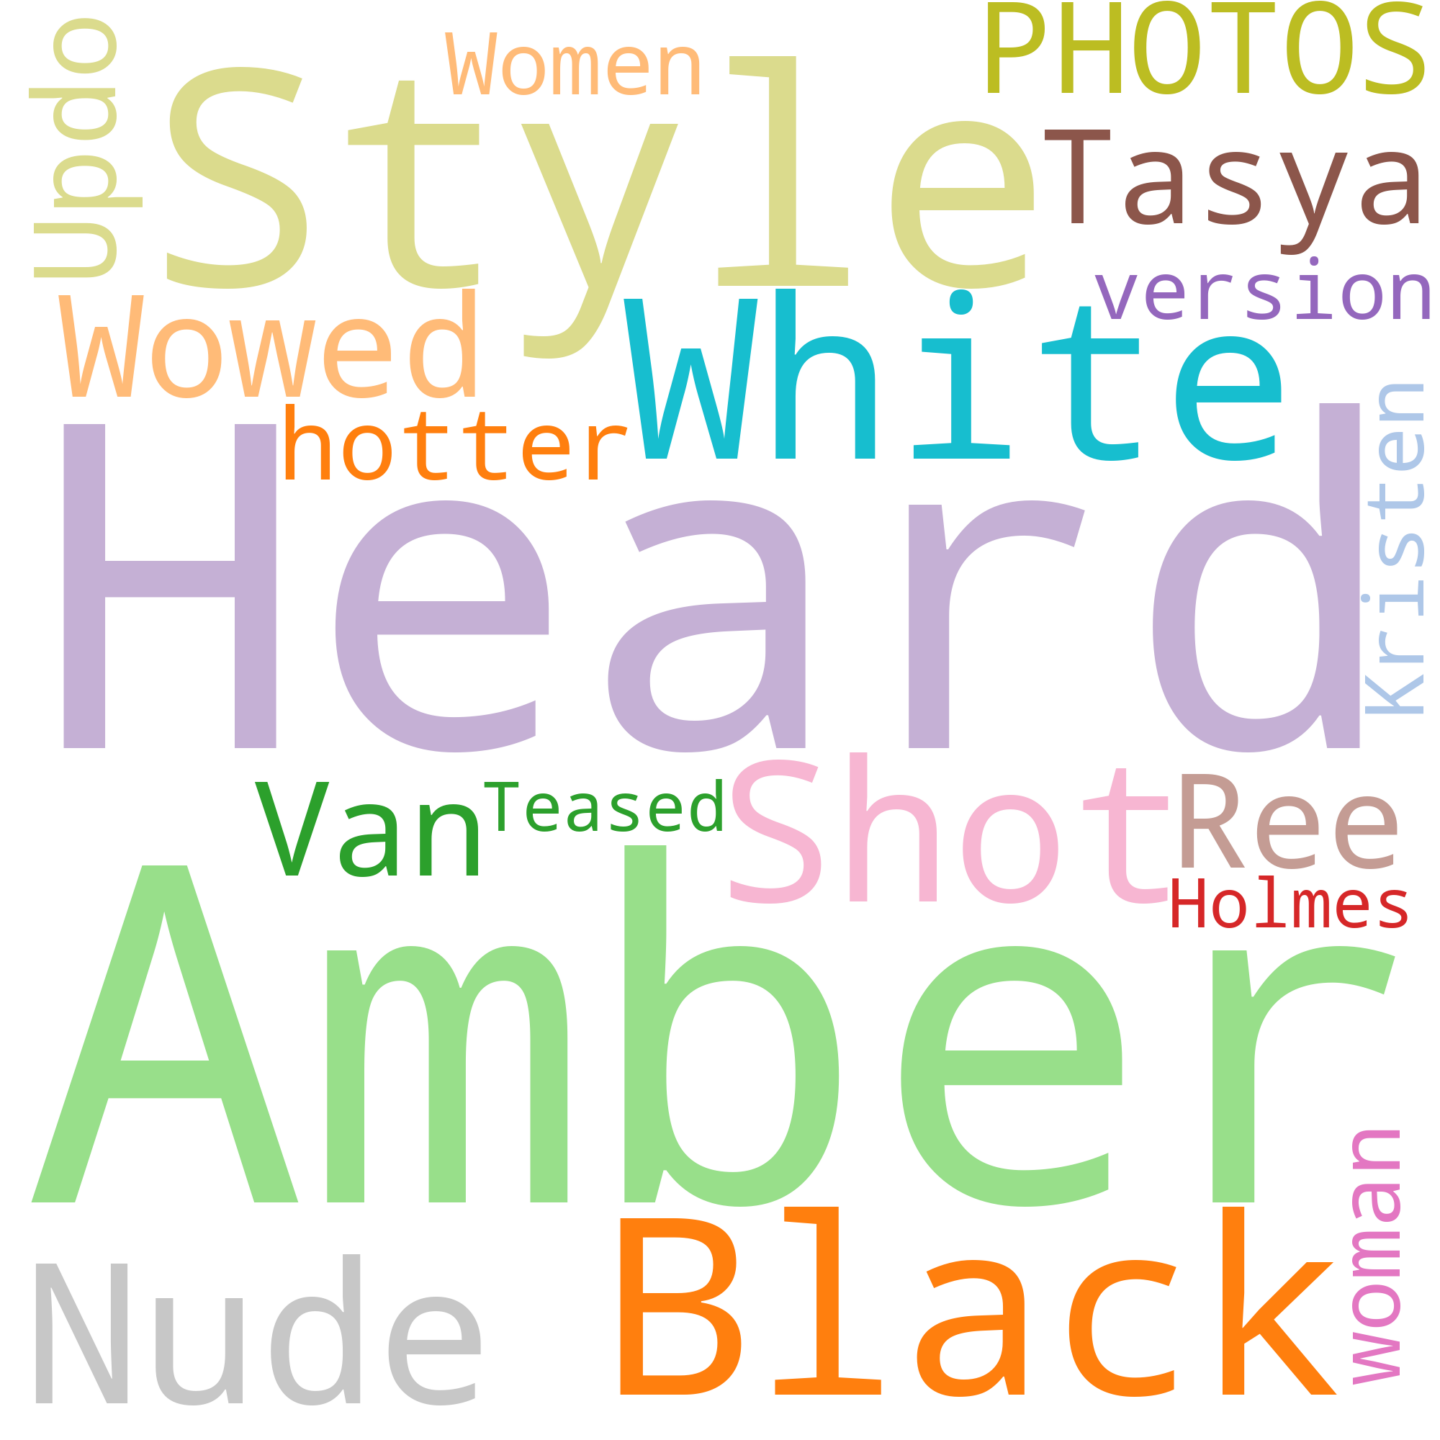 Updo
Style
Women
PHOTOS
Tasya
version
Wowed
White
hotter
Heard
Kristen
Van
Teased
Shot
Ree
Holmes
Amber
Black
woman
Nude